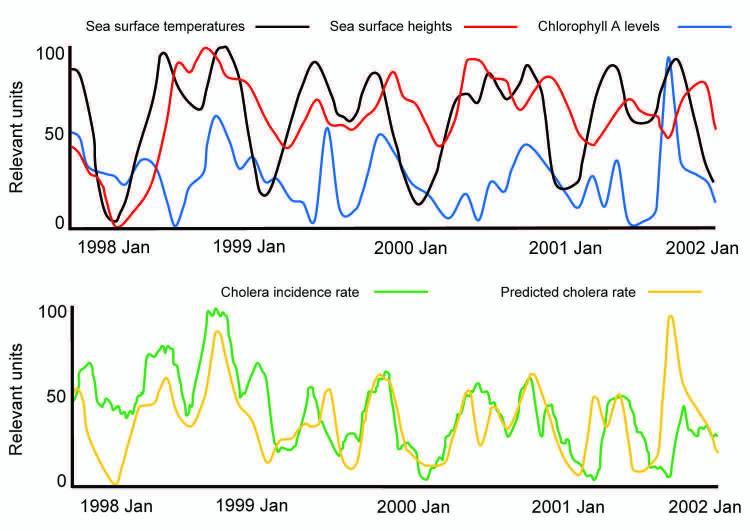 Sea surface temperatures Sea surface heights Chlorophyll A levels
100
50
0
Relevant units
1998 Jan 1999 Jan 2000 Jan 2001 Jan 2002 Jan
Cholera incidence rate Predicted cholera rate
100
50
0
Relevant units
1998 Jan 1999 Jan 2000 Jan 2001 Jan 2002 Jan